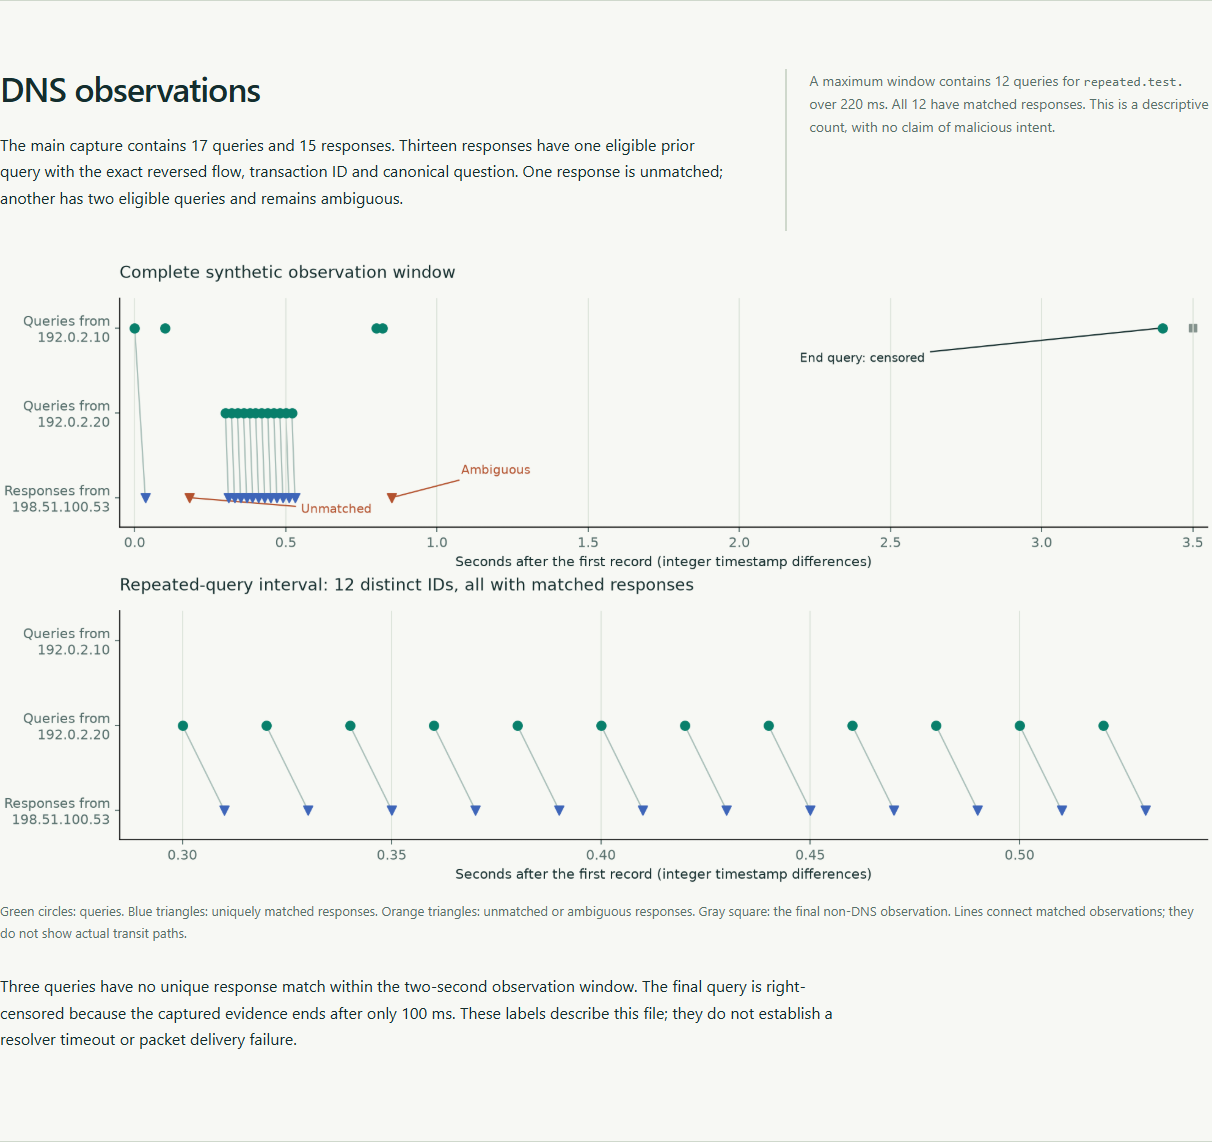 DNS observations
The main capture contains 17 queries and 15 responses. Thirteen responses have one eligible prior
query with the exact reversed flow, transaction ID and canonical question. One response is unmatched;
another has two eligible queries and remains ambiguous.
A maximum window contains 12 queries for repeated.test.
over 220 ms. All 12 have matched responses. This is a descriptive
count, with no claim of malicious intent.
Complete synthetic observation window
Queries from
192.0.2.10
End query: censored
Queries from
192.0.2.20
Ambiguous
Responses from
198.51.100.53
Unmatched
0.0 0.5 1.0 1.5 2.0 2.5 3.0 3.5
Seconds after the first record (integer timestamp differences)
Repeated-query interval: 12 distinct IDs, all with matched responses
Queries from
192.0.2.10
Queries from
192.0.2.20
Responses from
198.51.100.53
0.30 0.35 0.40 0.45 0.50
Seconds after the first record (integer timestamp differences)
Green circles: queries. Blue triangles: uniquely matched responses. Orange triangles: unmatched or ambiguous responses. Gray square: the final non-DNS observation. Lines connect matched observations; they
do not show actual transit paths.
Three queries have no unique response match within the two-second observation window. The final query is right-
censored because the captured evidence ends after only 100 ms. These labels describe this file; they do not establish a
resolver timeout or packet delivery failure.